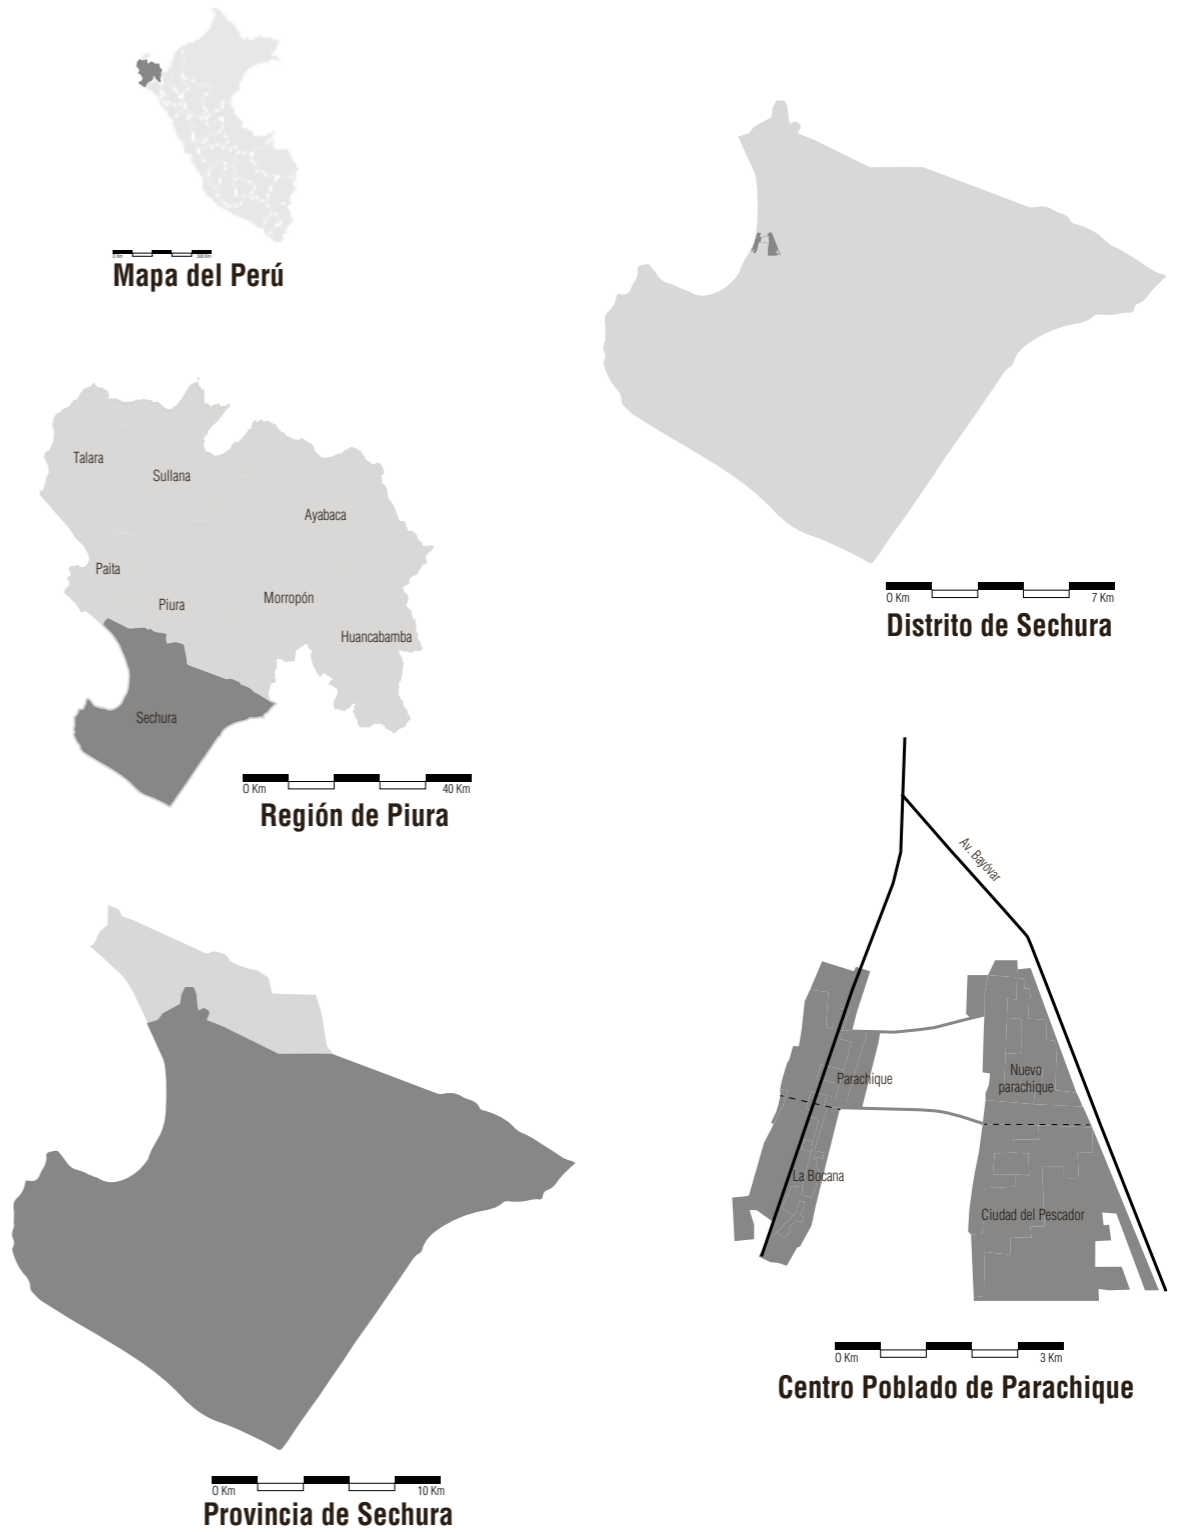 Mapa del Perú
Talara
Sullana
Ayabaca
Paita
Piura
Morropón
Huancabamba
Sechura
0 Km 40 Km
Región de Piura
0 Km 10 Km
Provincia de Sechura
0 Km 7 Km
Distrito de Sechura
Av. Bayóvar
Parachique
Nuevo
parachique
La Bocana
Ciudad del Pescador
0 Km 3 Km
Centro Poblado de Parachique